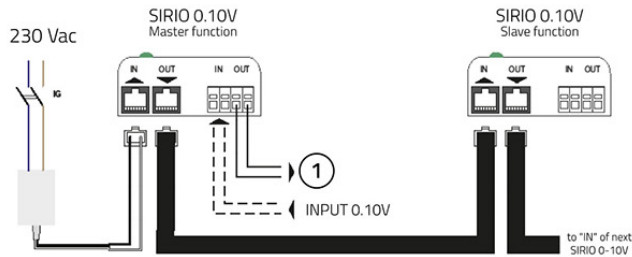 230 Vac
IG
SIRIO 0.10V
Master function
IN OUT IN OUT
1
INPUT 0.10V
SIRIO 0.10V
Slave function
IN OUT IN OUT
to "IN" of next
SIRIO 0-10V